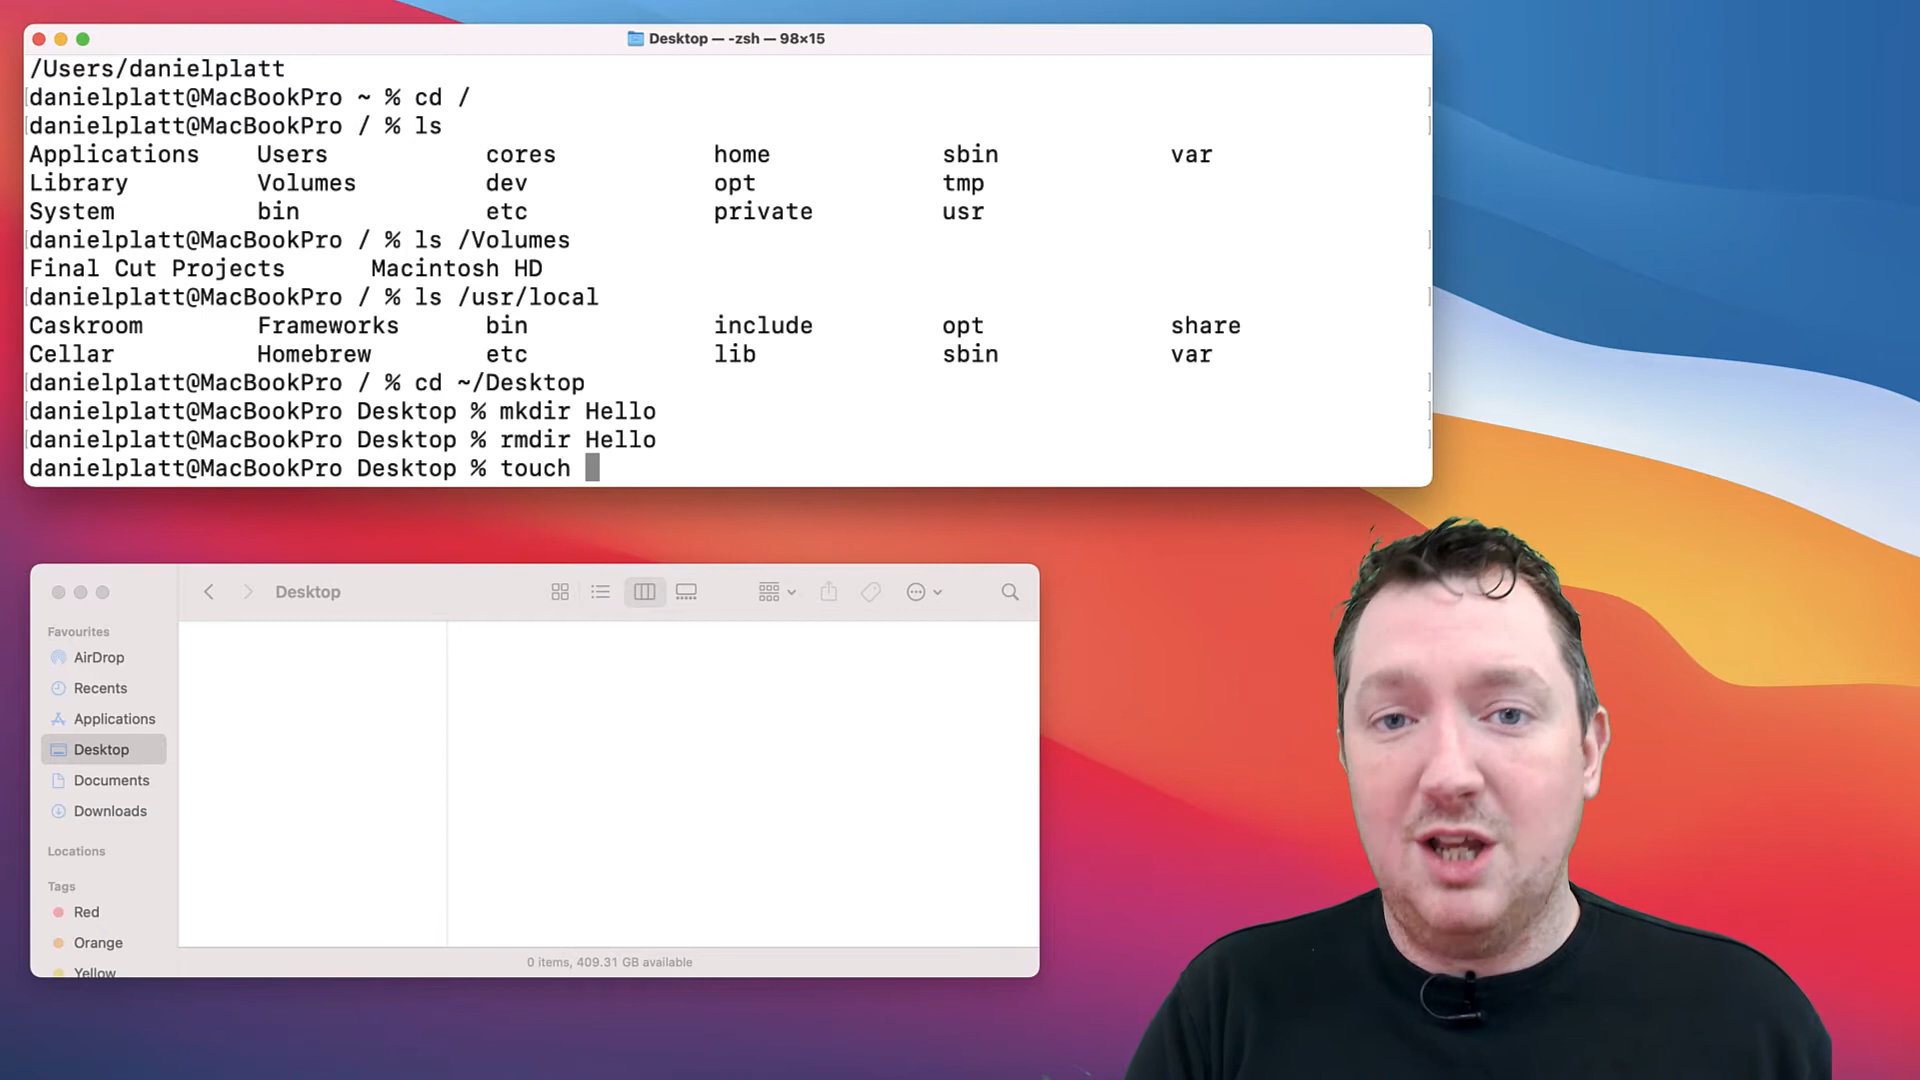 Desktop — -zsh — 98×15
/Users/danielplatt
danielplatt@MacBookPro ~ % cd /
danielplatt@MacBookPro / % ls
Applications Users cores home sbin var
Library Volumes dev opt tmp
System bin etc private usr
danielplatt@MacBookPro / % ls /Volumes
Final Cut Projects Macintosh HD
danielplatt@MacBookPro / % ls /usr/local
Caskroom Frameworks bin include opt share
Cellar Homebrew etc lib sbin var
danielplatt@MacBookPro / % cd ~/Desktop
danielplatt@MacBookPro Desktop % mkdir Hello
danielplatt@MacBookPro Desktop % rmdir Hello
danielplatt@MacBookPro Desktop % touch
Desktop
Favourites
AirDrop
Recents
Applications
Desktop
Documents
Downloads
Locations
Tags
Red
Orange
Yellow
0 items, 409.31 GB available